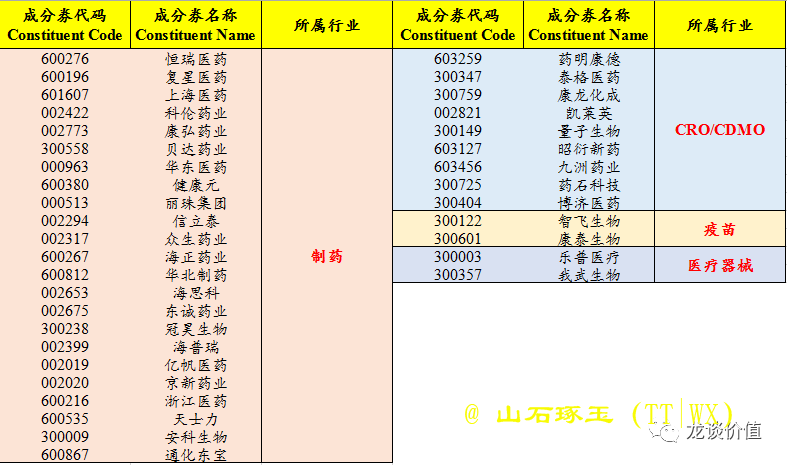 成分券代码 成分券名称 所属行业
Constituent Code Constituent Name
600276 恒瑞医药
600196 复星医药
601607 上海医药
002422 科伦药业
002773 康弘药业
300558 贝达药业
000963 华东医药
600380 健康元
000513 丽珠集团
002294 信立泰
002317 众生药业
600267 海正药业 制药
600812 华北制药
002653 海思科
002675 东诚药业
300238 冠昊生物
002399 海普瑞
002019 亿帆医药
002020 京新药业
600216 浙江医药
600535 天士力
300009 安科生物
600867 通化东宝
成分券代码 成分券名称 所属行业
Constituent Code Constituent Name
603259 药明康德
300347 泰格医药
300759 康龙化成
002821 凯莱英
300149 量子生物 CRO/CDMO
603127 昭衍新药
603456 九洲药业
300725 药石科技
300404 博济医药
300122 智飞生物 疫苗
300601 康泰生物
300003 乐普医疗 医疗器械
300357 我武生物
@ 山石琢玉 (TT|WX)
龙谈价值